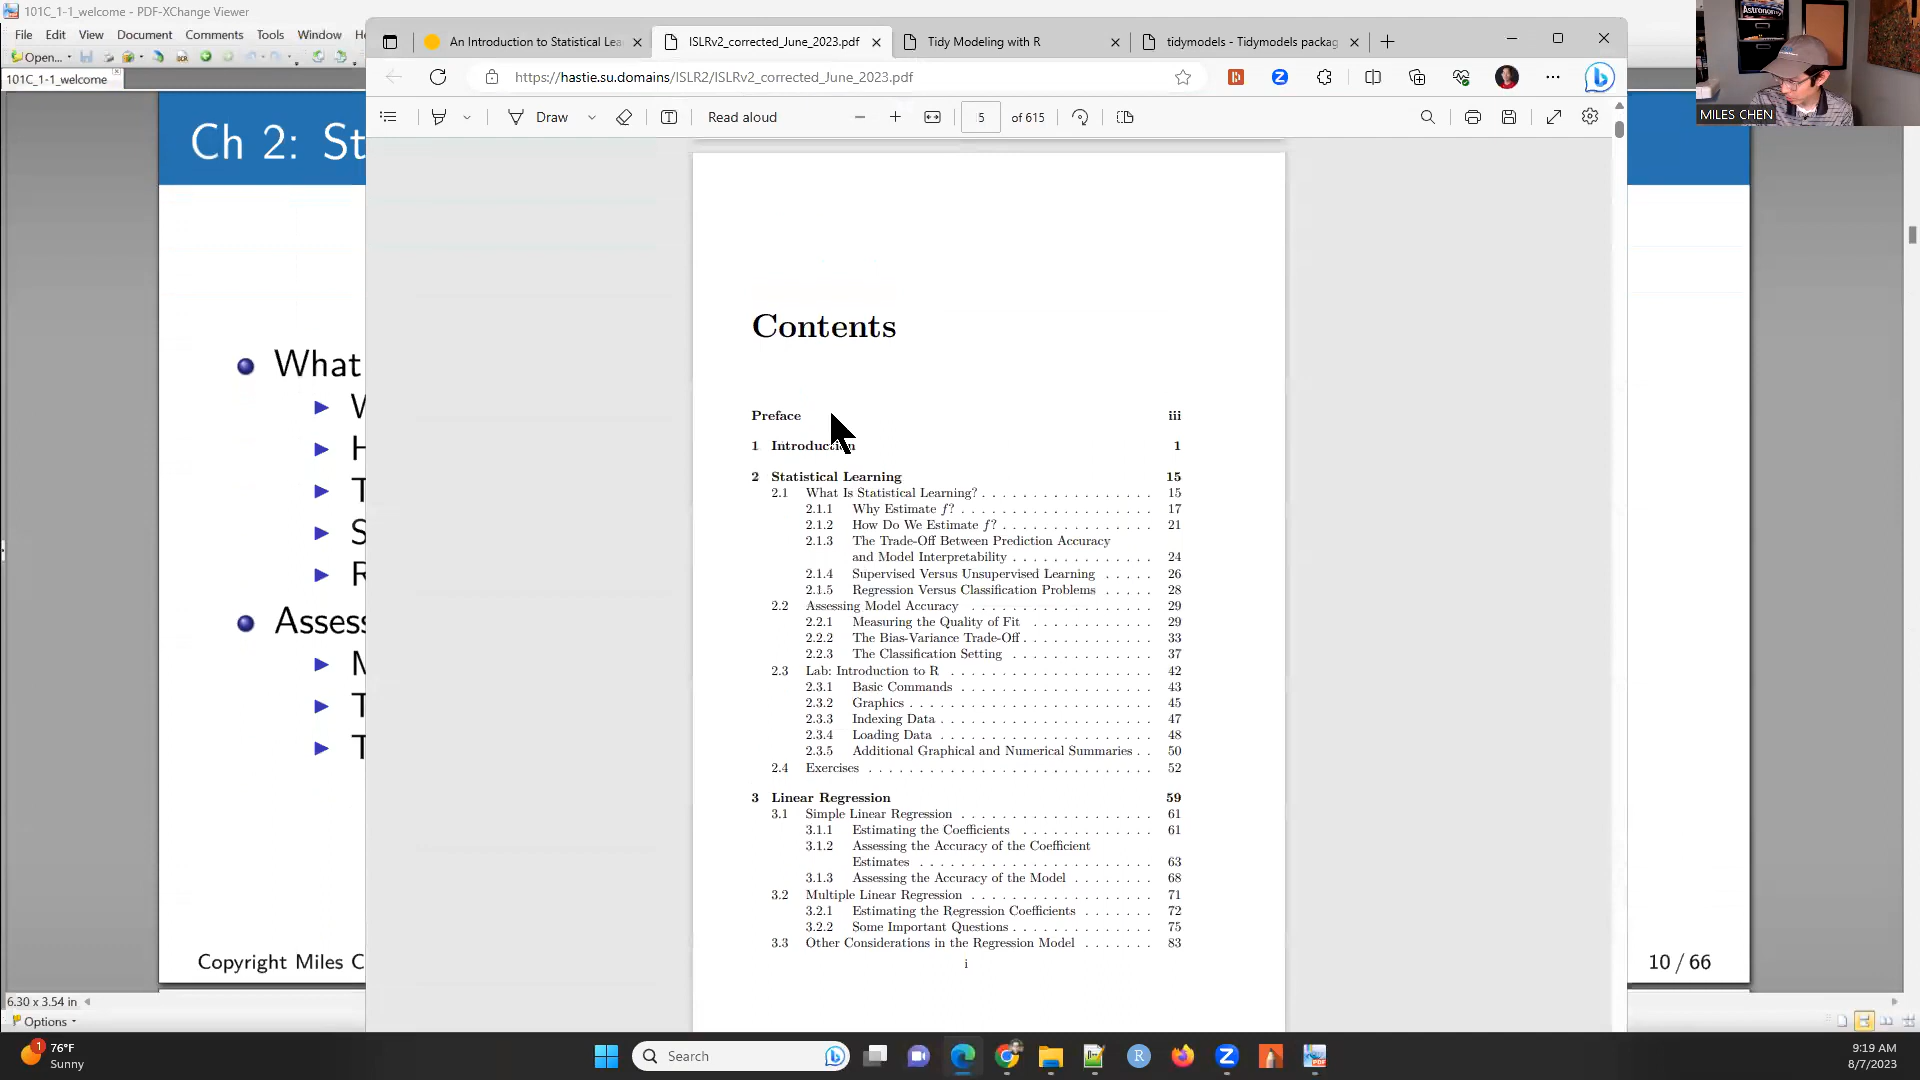 101C_1-1_welcome - PDF-XChange Viewer
File Edit View Document Comments Tools Window
Open...
101C_1-1_welcome
An Introduction to Statistical Lea
ISLRv2_corrected_June_2023.pdf
Tidy Modeling with R
tidymodels - Tidymodels packag
https://hastie.su.domains/ISLR2/ISLRv2_corrected_June_2023.pdf
Draw
Read aloud
5 of 615
Astronomy
MILES CHEN
Ch 2: St
What
Assess
Contents
Preface iii
1 Introduction 1
2 Statistical Learning 15
2.1 What Is Statistical Learning? . . . . . . . . . . . . . . . . . 15
2.1.1 Why Estimate f? . . . . . . . . . . . . . . . . . . . 17
2.1.2 How Do We Estimate f? . . . . . . . . . . . . . . . 21
2.1.3 The Trade-Off Between Prediction Accuracy
and Model Interpretability . . . . . . . . . . . . . . 24
2.1.4 Supervised Versus Unsupervised Learning . . . . . 26
2.1.5 Regression Versus Classification Problems . . . . . 28
2.2 Assessing Model Accuracy . . . . . . . . . . . . . . . . . . 29
2.2.1 Measuring the Quality of Fit . . . . . . . . . . . . 29
2.2.2 The Bias-Variance Trade-Off . . . . . . . . . . . . . 33
2.2.3 The Classification Setting . . . . . . . . . . . . . . 37
2.3 Lab: Introduction to R . . . . . . . . . . . . . . . . . . . . 42
2.3.1 Basic Commands . . . . . . . . . . . . . . . . . . . 43
2.3.2 Graphics . . . . . . . . . . . . . . . . . . . . . . . . 45
2.3.3 Indexing Data . . . . . . . . . . . . . . . . . . . . . 47
2.3.4 Loading Data . . . . . . . . . . . . . . . . . . . . . 48
2.3.5 Additional Graphical and Numerical Summaries . . 50
2.4 Exercises . . . . . . . . . . . . . . . . . . . . . . . . . . . . 52
3 Linear Regression 59
3.1 Simple Linear Regression . . . . . . . . . . . . . . . . . . . 61
3.1.1 Estimating the Coefficients . . . . . . . . . . . . . 61
3.1.2 Assessing the Accuracy of the Coefficient
Estimates . . . . . . . . . . . . . . . . . . . . . . . 63
3.1.3 Assessing the Accuracy of the Model . . . . . . . . 68
3.2 Multiple Linear Regression . . . . . . . . . . . . . . . . . . 71
3.2.1 Estimating the Regression Coefficients . . . . . . . 72
3.2.2 Some Important Questions . . . . . . . . . . . . . . 75
3.3 Other Considerations in the Regression Model . . . . . . . 83
i
Copyright Miles C
10 / 66
6.30 x 3.54 in
Options
76°F
Sunny
Search
9:19 AM
8/7/2023